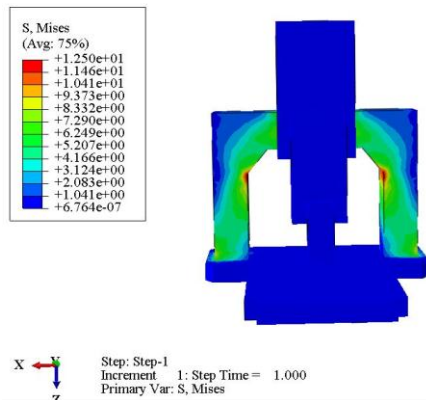 S, Mises
(Avg: 75%)
+1.250e+01
+1.146e+01
+1.041e+01
+9.373e+00
+8.332e+00
+7.290e+00
+6.249e+00
+5.207e+00
+4.166e+00
+3.124e+00
+2.083e+00
+1.041e+00
+6.764e-07
X Y
Z
Step: Step-1
Increment 1: Step Time = 1.000
Primary Var: S, Mises